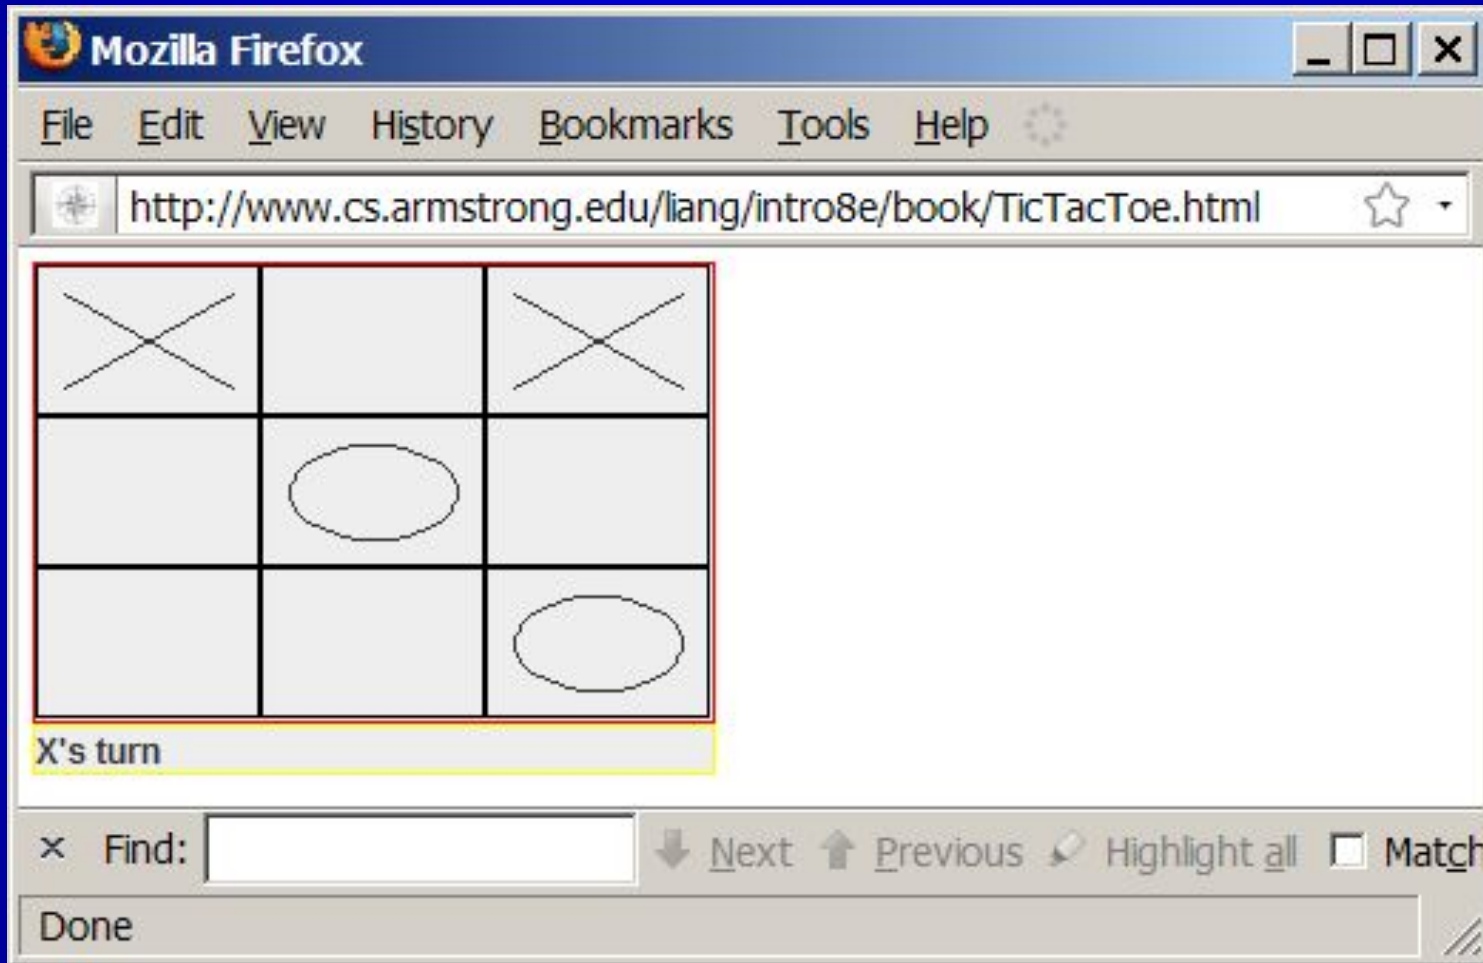 Mozilla Firefox
File Edit View History Bookmarks Tools Help
http://www.cs.armstrong.edu/liang/intro8e/book/TicTacToe.html
X's turn
× Find: Next Previous Highlight all Match
Done